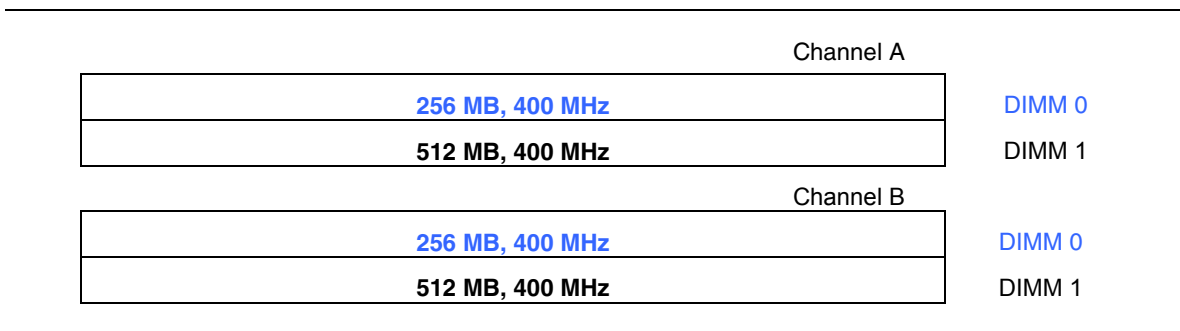 Channel A
256 MB, 400 MHz DIMM 0
512 MB, 400 MHz DIMM 1
Channel B
256 MB, 400 MHz DIMM 0
512 MB, 400 MHz DIMM 1